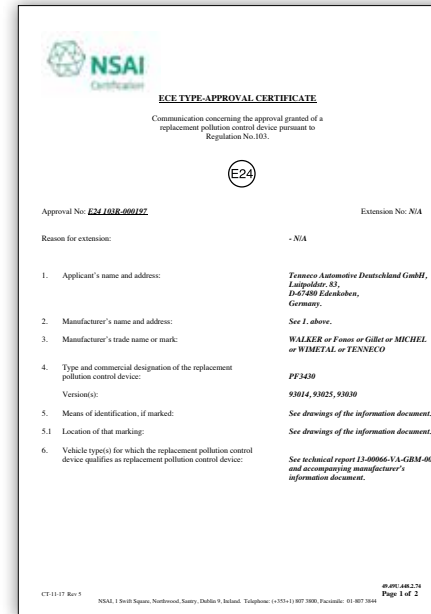 NSAI
Certification
ECE TYPE-APPROVAL CERTIFICATE
Communication concerning the approval granted of a
replacement pollution control device pursuant to
Regulation No.103.
E24
Approval No: E24 103R-000197 Extension No: N/A
Reason for extension: - N/A
1. Applicant's name and address: Tenneco Automotive Deutschland GmbH,
Luitpoldstr. 83,
D-67480 Edenkoben,
Germany.
2. Manufacturer's name and address: See 1. above.
3. Manufacturer's trade name or mark: WALKER or Fonos or Gillet or MICHEL
or WIMETAL or TENNECO
4. Type and commercial designation of the replacement
pollution control device: PF3430
Version(s): 93014, 93025, 93030
5. Means of identification, if marked: See drawings of the information document.
5.1 Location of that marking: See drawings of the information document.
6. Vehicle type(s) for which the replacement pollution control
device qualifies as replacement pollution control device: See technical report 13-00066-VA-GBM-00
and accompanying manufacturer's
information document.
49.49U.448.2.74
CT-11-17 Rev 5 Page 1 of 2
NSAI, 1 Swift Square, Northwood, Santry, Dublin 9, Ireland. Telephone: (+353+1) 807 3800, Facsimile: 01-807 3844